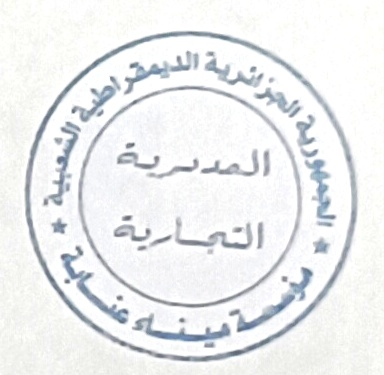 الجمهورية الجزائرية الديمقراطية الشعبية
المديرية
التجارية
مؤسسة ميناء عنابة